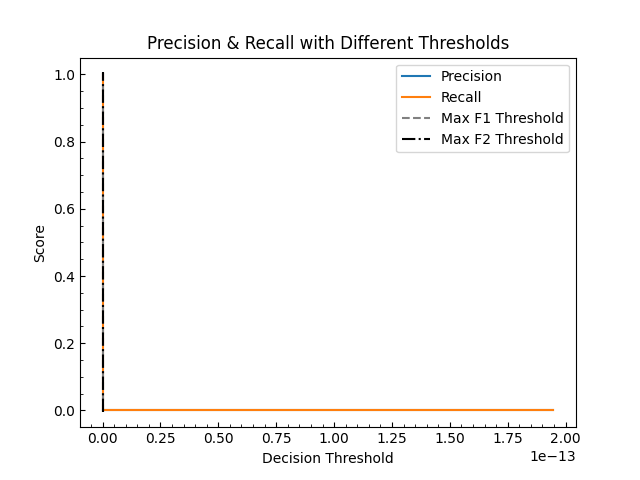 Precision & Recall with Different Thresholds
Precision
Recall
Max F1 Threshold
Max F2 Threshold
1.0
0.8
0.6
0.4
0.2
0.0
Score
0.00 0.25 0.50 0.75 1.00 1.25 1.50 1.75 2.00
1e−13
Decision Threshold